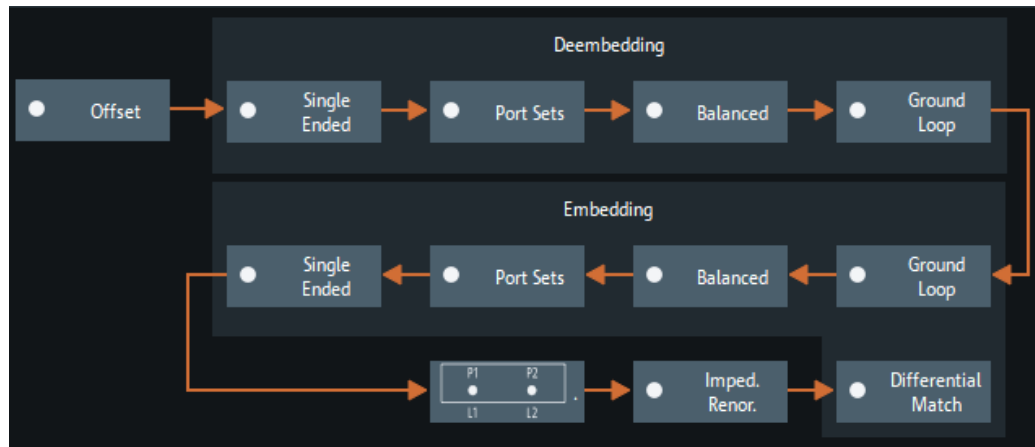 Deembedding
Offset
Single
Ended
Port Sets
Balanced
Ground
Loop
Embedding
Single
Ended
Port Sets
Balanced
Ground
Loop
P1 P2
L1 L2
.
Imped.
Renor.
Differential
Match